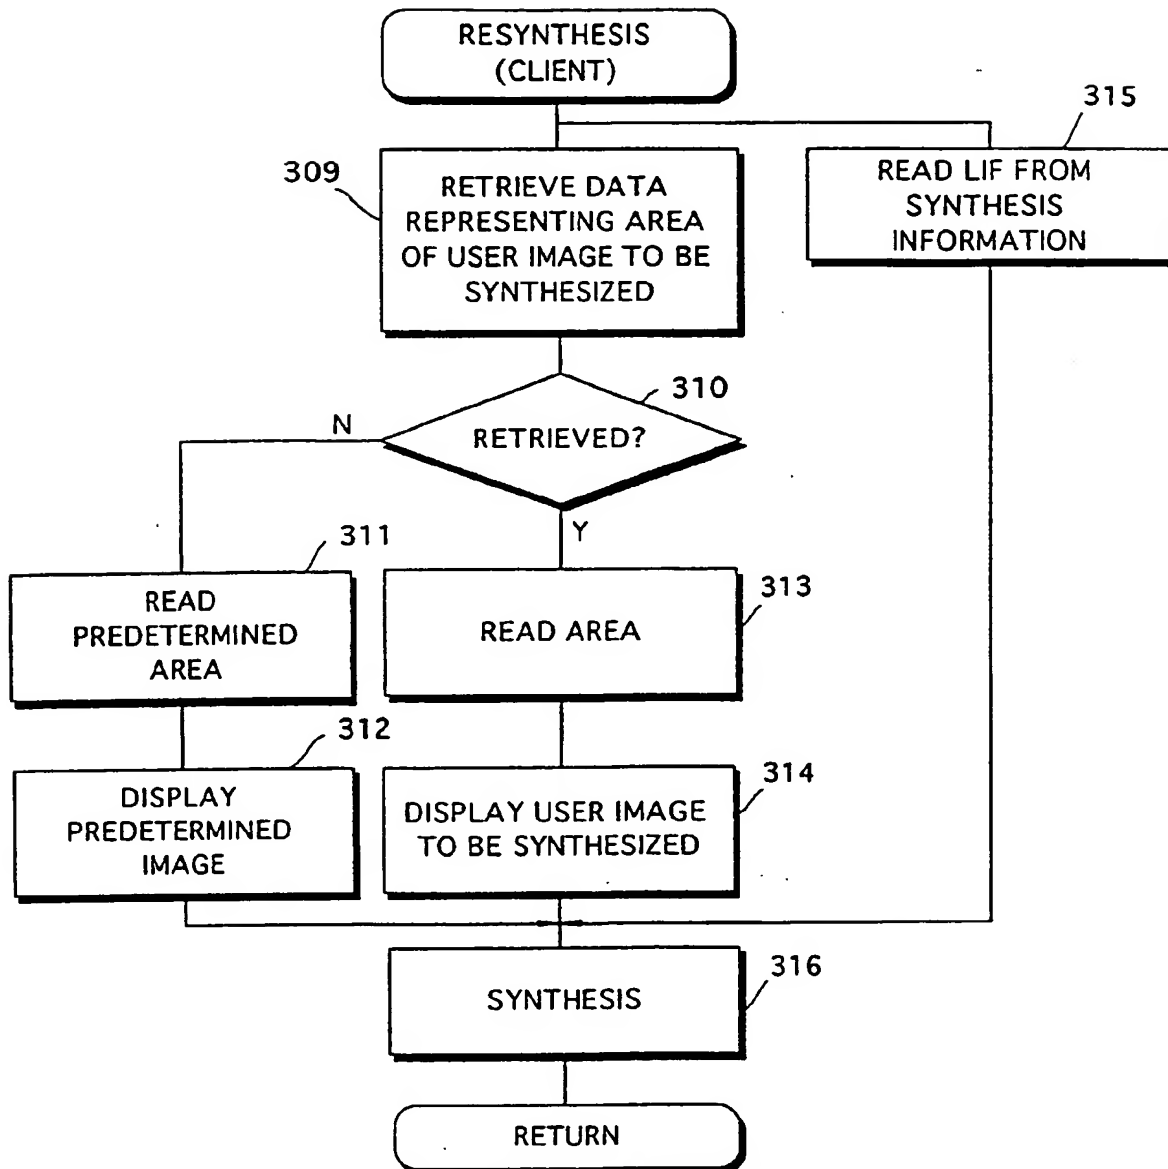 RESYNTHESIS
(CLIENT)
315
309
RETRIEVE DATA
REPRESENTING AREA
OF USER IMAGE TO BE
SYNTHESIZED
READ LIF FROM
SYNTHESIS
INFORMATION
310
N
RETRIEVED?
Y
311
READ
PREDETERMINED
AREA
313
READ AREA
312
DISPLAY
PREDETERMINED
IMAGE
314
DISPLAY USER IMAGE
TO BE SYNTHESIZED
316
SYNTHESIS
RETURN